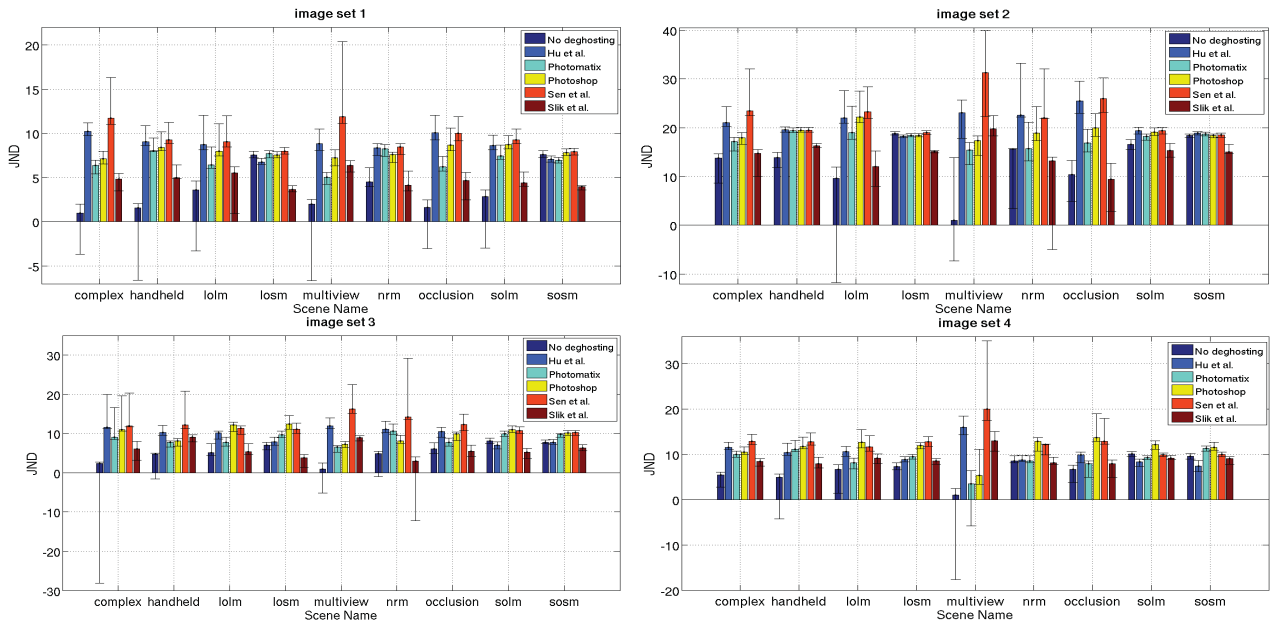 image set 1
20
15
10
5
0
-5
JND
No deghosting
Hu et al.
Photomatix
Photoshop
Sen et al.
Slik et al.
complex handheld lolm losm multiview nrm occlusion solm sosm
Scene Name
image set 2
40
30
20
10
0
-10
JND
No deghosting
Hu et al.
Photomatix
Photoshop
Sen et al.
Slik et al.
complex handheld lolm losm multiview nrm occlusion solm sosm
Scene Name
image set 3
30
20
10
0
-10
-20
-30
JND
No deghosting
Hu et al.
Photomatix
Photoshop
Sen et al.
Slik et al.
complex handheld lolm losm multiview nrm occlusion solm sosm
Scene Name
image set 4
30
20
10
0
-10
-20
JND
No deghosting
Hu et al.
Photomatix
Photoshop
Sen et al.
Slik et al.
complex handheld lolm losm multiview nrm occlusion solm sosm
Scene Name